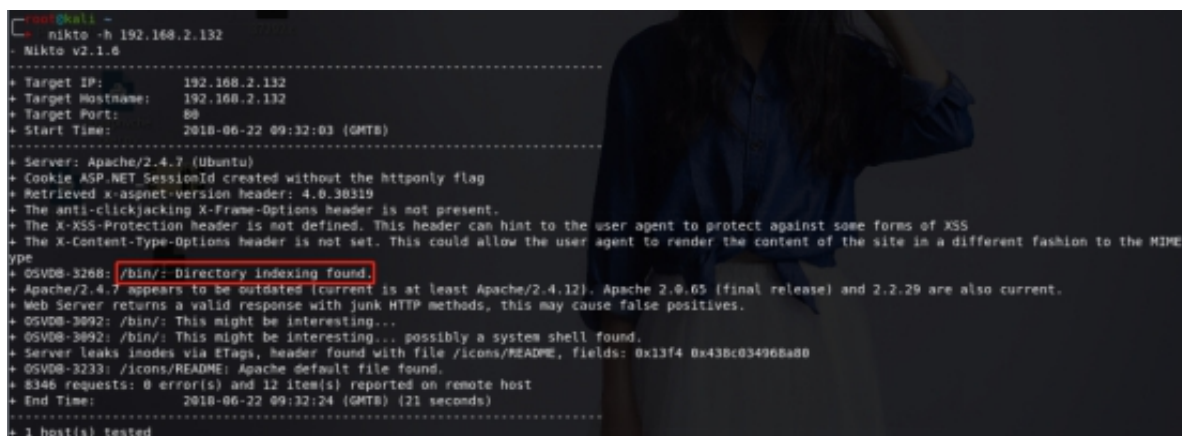 root@kali ~
nikto -h 192.168.2.132
- Nikto v2.1.6
---------------------------------------------------------------------------
+ Target IP: 192.168.2.132
+ Target Hostname: 192.168.2.132
+ Target Port: 80
+ Start Time: 2018-06-22 09:32:03 (GMT8)
---------------------------------------------------------------------------
+ Server: Apache/2.4.7 (Ubuntu)
+ Cookie ASP.NET_SessionId created without the httponly flag
+ Retrieved x-aspnet-version header: 4.0.30319
+ The anti-clickjacking X-Frame-Options header is not present.
+ The X-XSS-Protection header is not defined. This header can hint to the user agent to protect against some forms of XSS
+ The X-Content-Type-Options header is not set. This could allow the user agent to render the content of the site in a different fashion to the MIME
ype
+ OSVDB-3268: /bin/: Directory indexing found.
+ Apache/2.4.7 appears to be outdated (current is at least Apache/2.4.12). Apache 2.0.65 (final release) and 2.2.29 are also current.
+ Web Server returns a valid response with junk HTTP methods, this may cause false positives.
+ OSVDB-3092: /bin/: This might be interesting...
+ OSVDB-3092: /bin/: This might be interesting... possibly a system shell found.
+ Server leaks inodes via ETags, header found with file /icons/README, fields: 0x13f4 0x438c034968a80
+ OSVDB-3233: /icons/README: Apache default file found.
+ 8346 requests: 0 error(s) and 12 item(s) reported on remote host
+ End Time: 2018-06-22 09:32:24 (GMT8) (21 seconds)
---------------------------------------------------------------------------
+ 1 host(s) tested